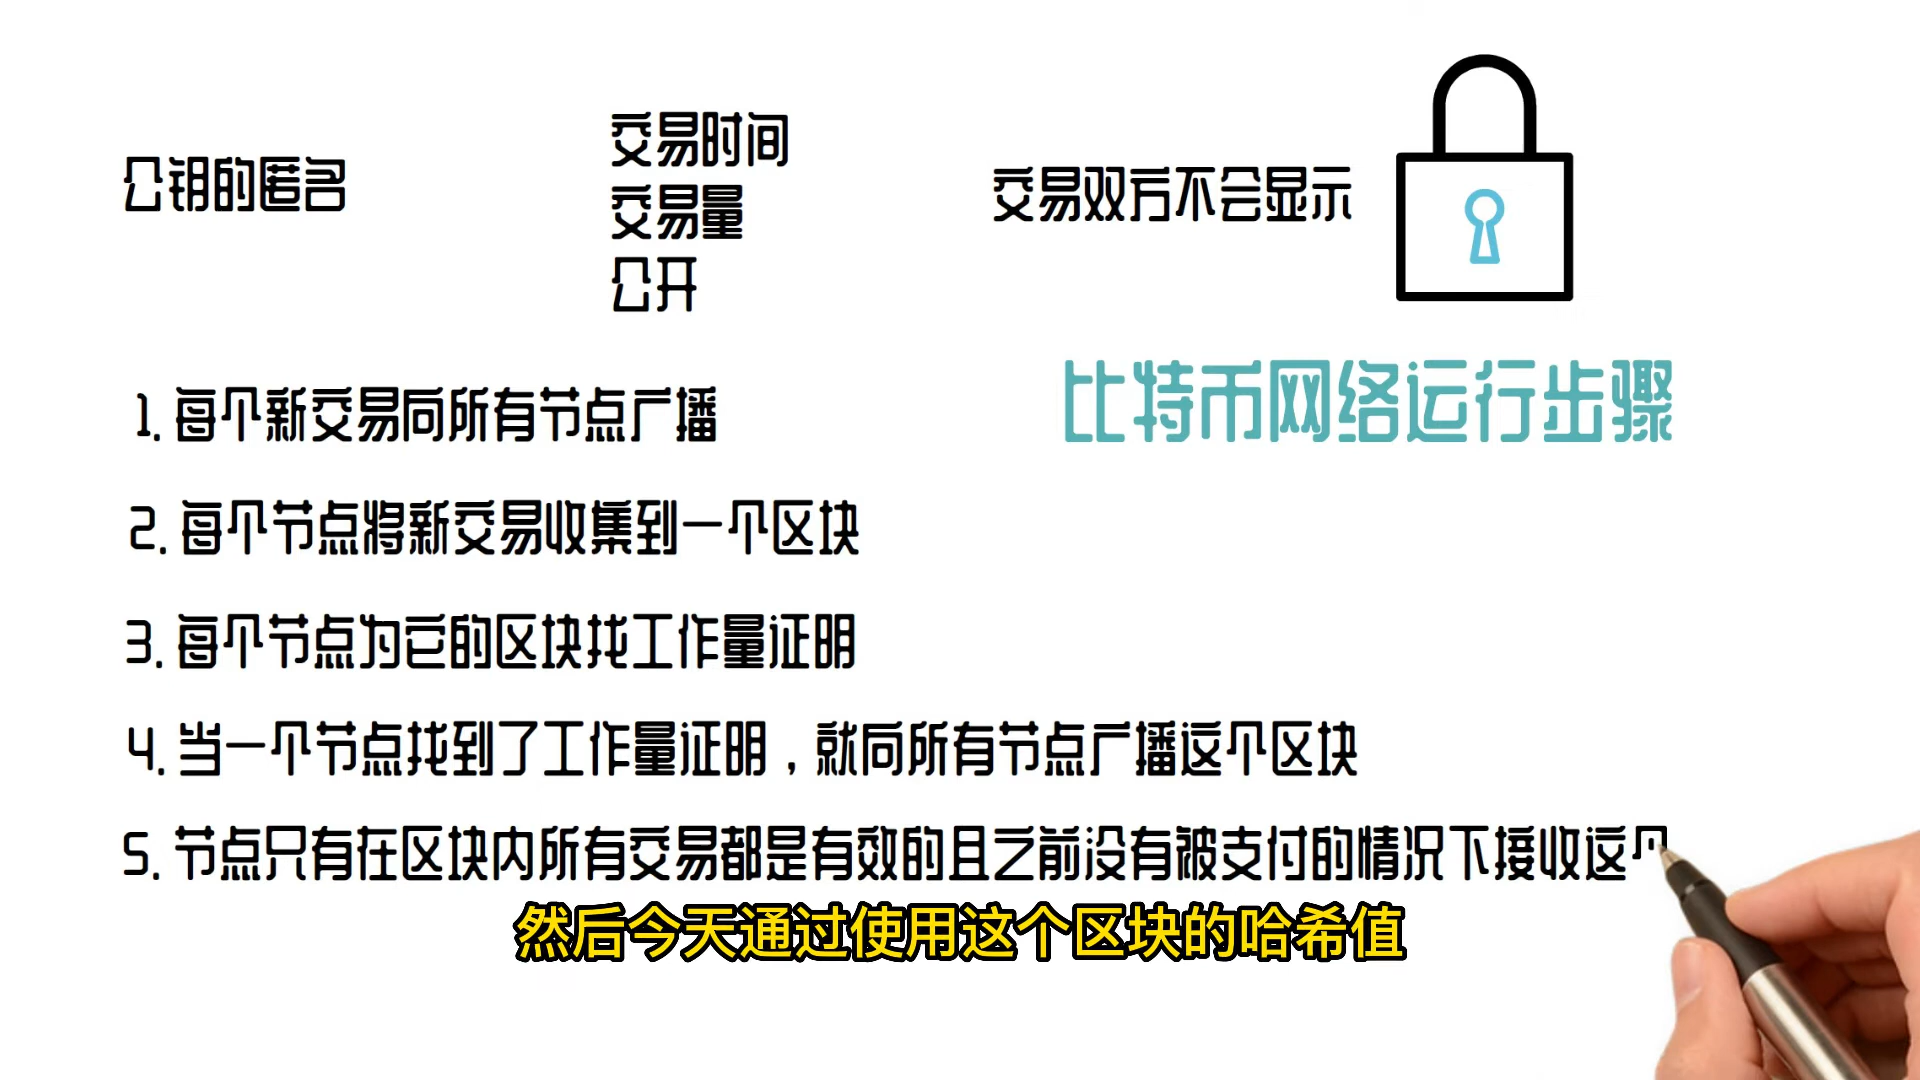 公钥的匿名
交易时间
交易量
公开
交易双方不会显示
比特币网络运行步骤
1. 每个新交易向所有节点广播
2. 每个节点将新交易收集到一个区块
3. 每个节点为它的区块找工作量证明
4. 当一个节点找到了工作量证明，就向所有节点广播这个区块
5. 节点只有在区块内所有交易都是有效的且之前没有被支付的情况下接收这个
然后今天通过使用这个区块的哈希值